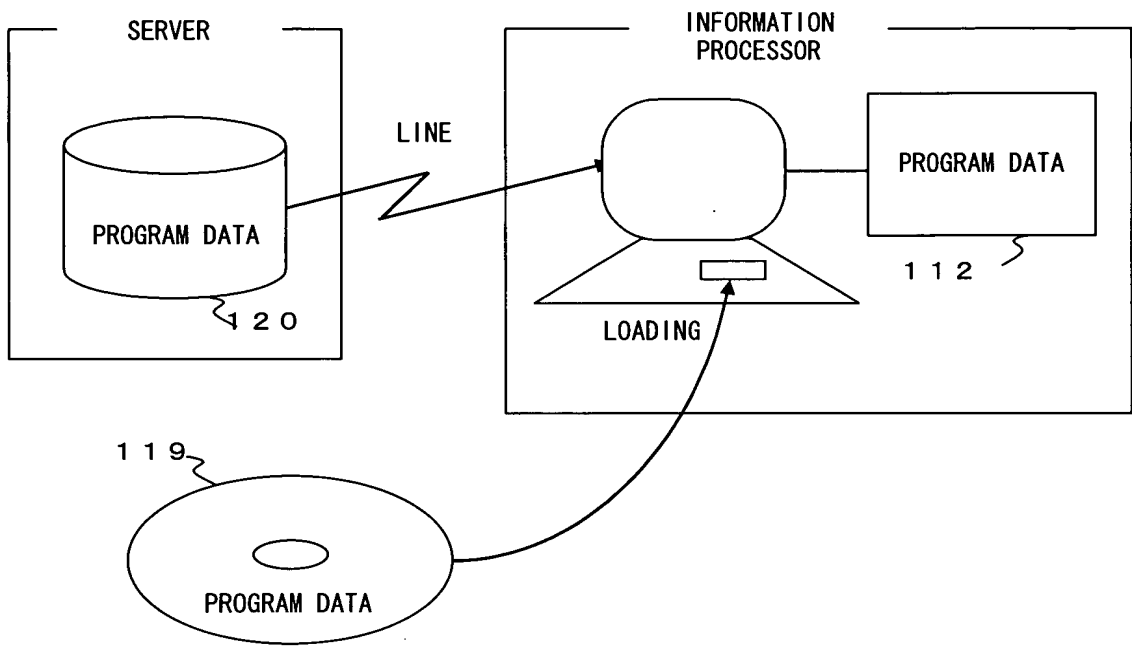 SERVER
INFORMATION
PROCESSOR
LINE
PROGRAM DATA
PROGRAM DATA
120
112
LOADING
119
PROGRAM DATA